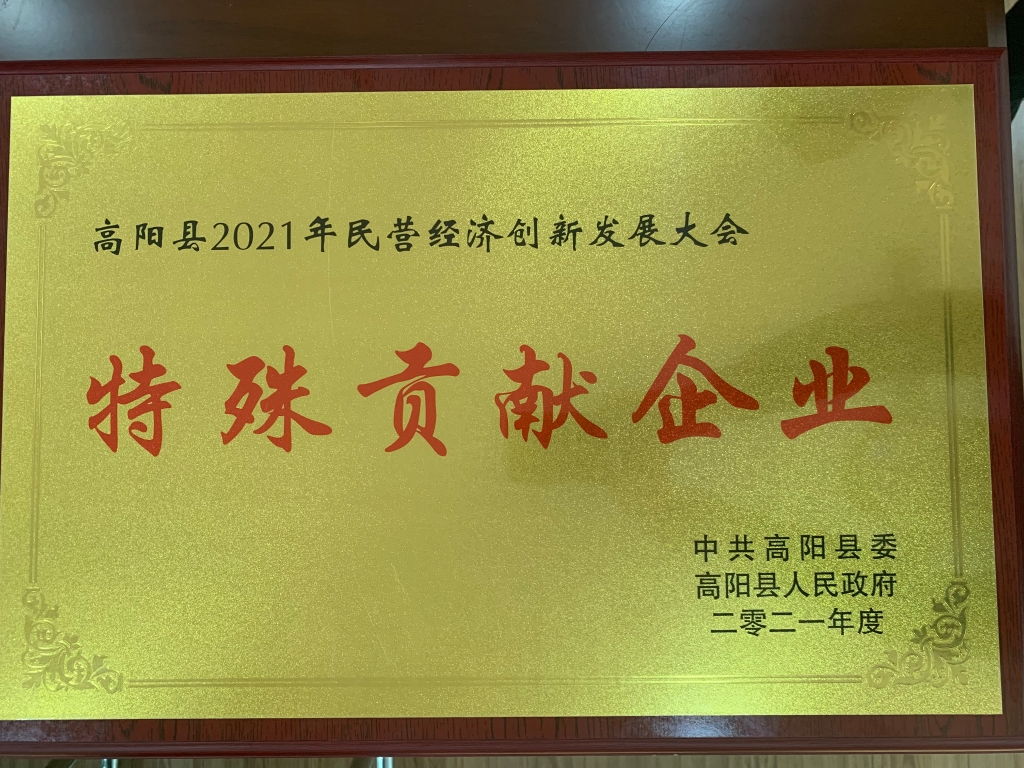 高阳县2021年民营经济创新发展大会
特殊贡献企业
中共高阳县委
高阳县人民政府
二零二一年度